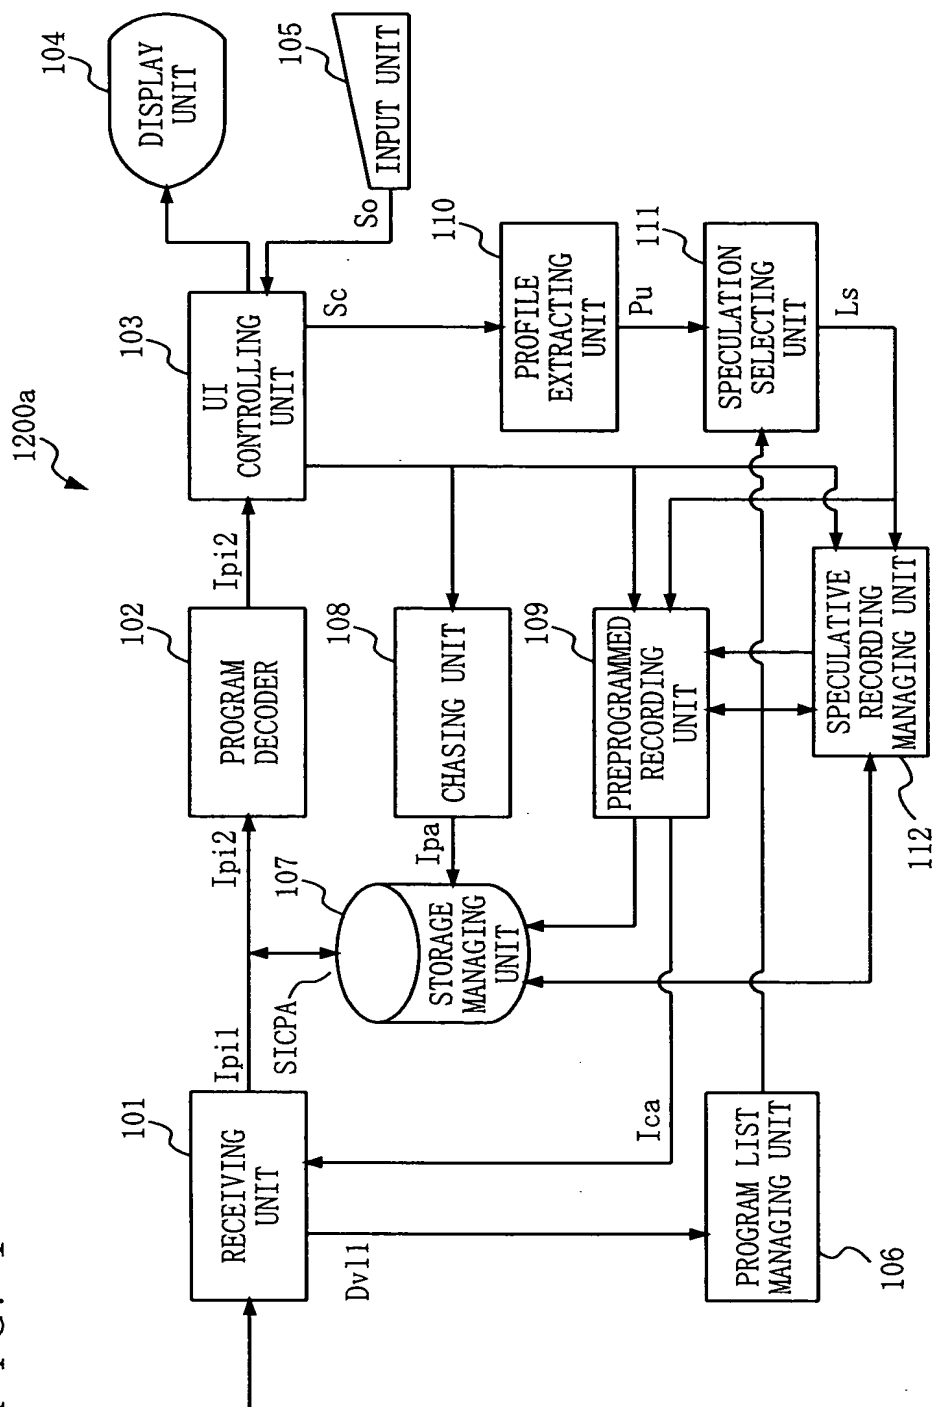 FIG. 1
1200a
101
RECEIVING
UNIT
Ipi1
Ipi2
102
PROGRAM
DECODER
Ipi2
103
UI
CONTROLLING
UNIT
104
DISPLAY
UNIT
105
INPUT UNIT
So
Sc
SICPA
107
STORAGE
MANAGING
UNIT
Ipa
108
CHASING UNIT
110
PROFILE
EXTRACTING
UNIT
Pu
Dvl1
Ica
109
PREPROGRAMMED
RECORDING
UNIT
111
SPECULATION
SELECTING
UNIT
Ls
106
PROGRAM LIST
MANAGING UNIT
112
SPECULATIVE
RECORDING
MANAGING UNIT